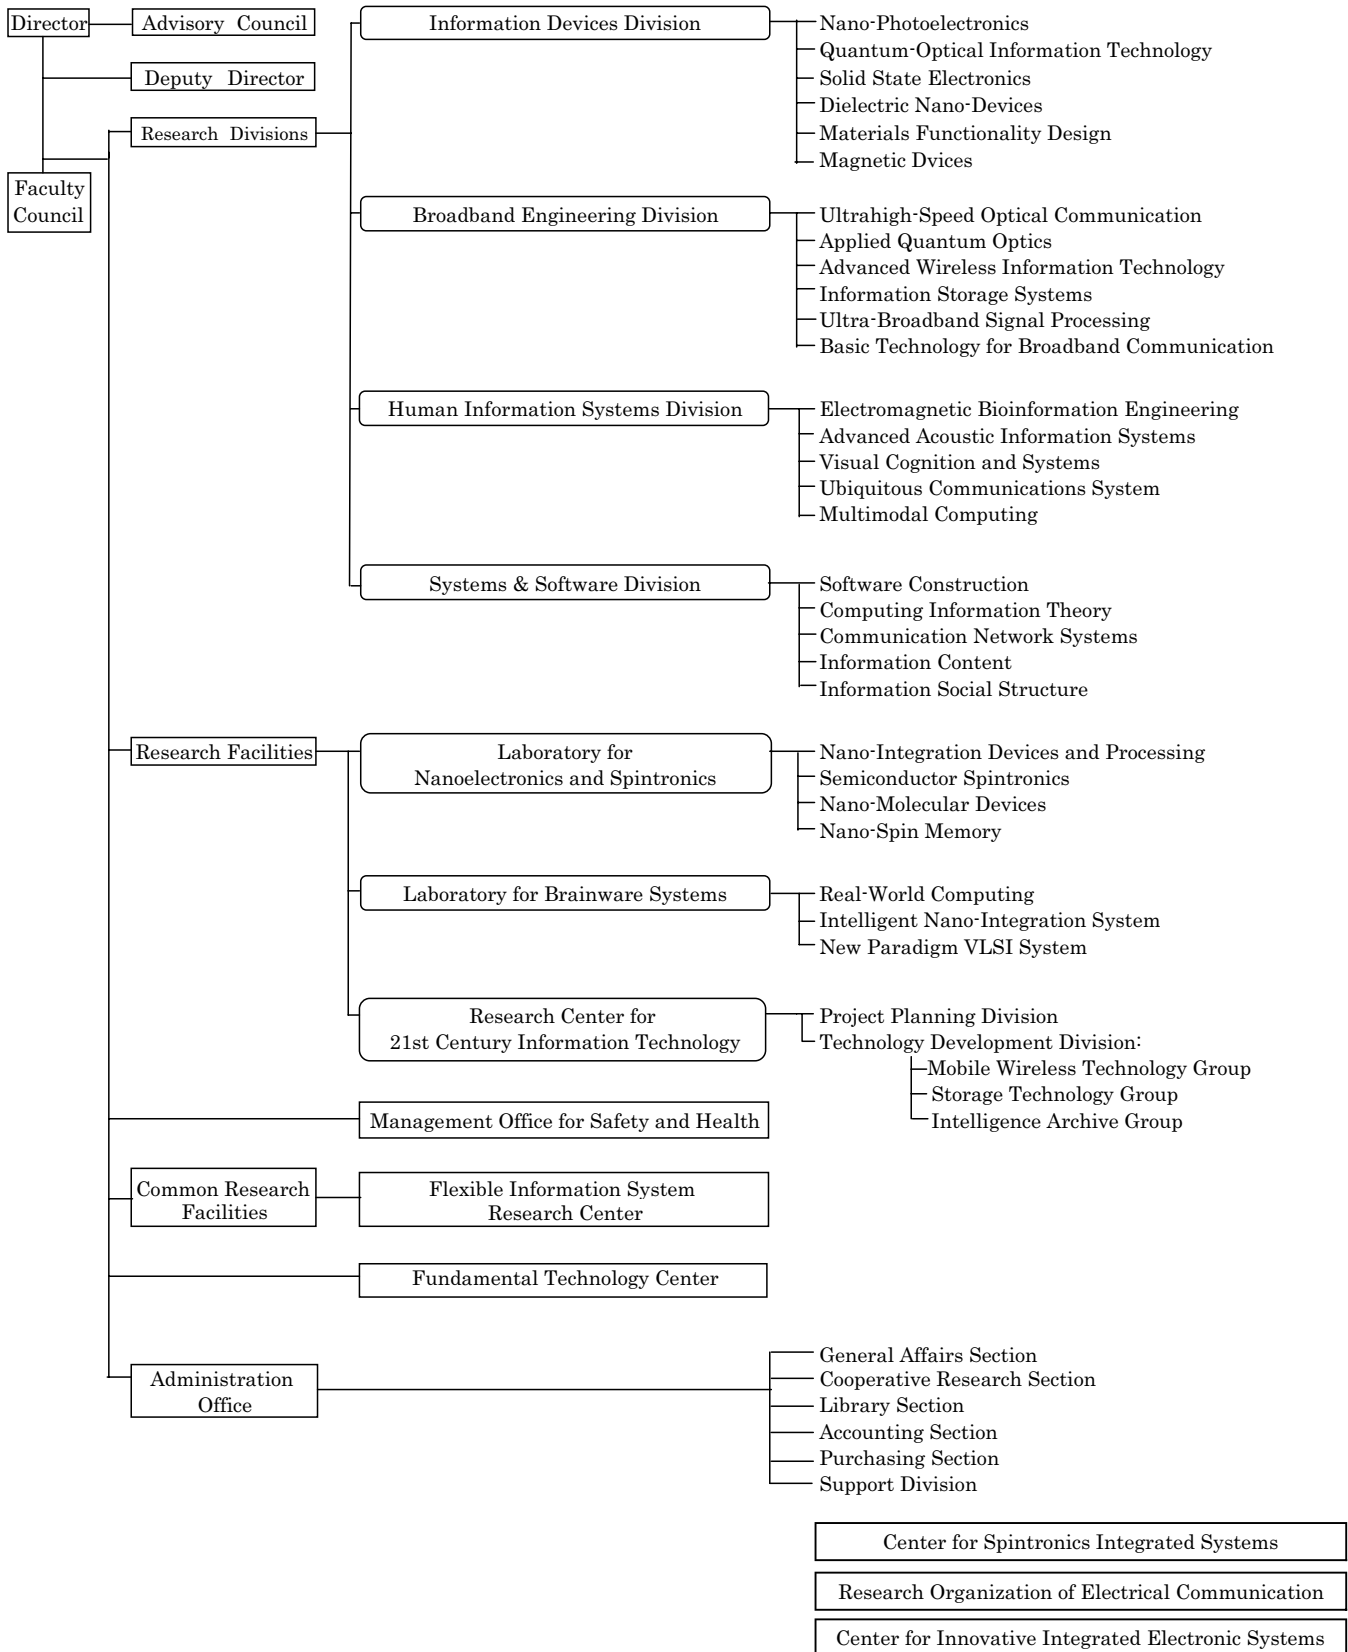 Director
Advisory Council
Deputy Director
Research Divisions
Faculty
Council
Information Devices Division
Nano-Photoelectronics
Quantum-Optical Information Technology
Solid State Electronics
Dielectric Nano-Devices
Materials Functionality Design
Magnetic Dvices
Broadband Engineering Division
Ultrahigh-Speed Optical Communication
Applied Quantum Optics
Advanced Wireless Information Technology
Information Storage Systems
Ultra-Broadband Signal Processing
Basic Technology for Broadband Communication
Human Information Systems Division
Electromagnetic Bioinformation Engineering
Advanced Acoustic Information Systems
Visual Cognition and Systems
Ubiquitous Communications System
Multimodal Computing
Systems & Software Division
Software Construction
Computing Information Theory
Communication Network Systems
Information Content
Information Social Structure
Research Facilities
Laboratory for
Nanoelectronics and Spintronics
Nano-Integration Devices and Processing
Semiconductor Spintronics
Nano-Molecular Devices
Nano-Spin Memory
Laboratory for Brainware Systems
Real-World Computing
Intelligent Nano-Integration System
New Paradigm VLSI System
Research Center for
21st Century Information Technology
Project Planning Division
Technology Development Division:
Mobile Wireless Technology Group
Storage Technology Group
Intelligence Archive Group
Management Office for Safety and Health
Common Research
Facilities
Flexible Information System
Research Center
Fundamental Technology Center
Administration
Office
General Affairs Section
Cooperative Research Section
Library Section
Accounting Section
Purchasing Section
Support Division
Center for Spintronics Integrated Systems
Research Organization of Electrical Communication
Center for Innovative Integrated Electronic Systems